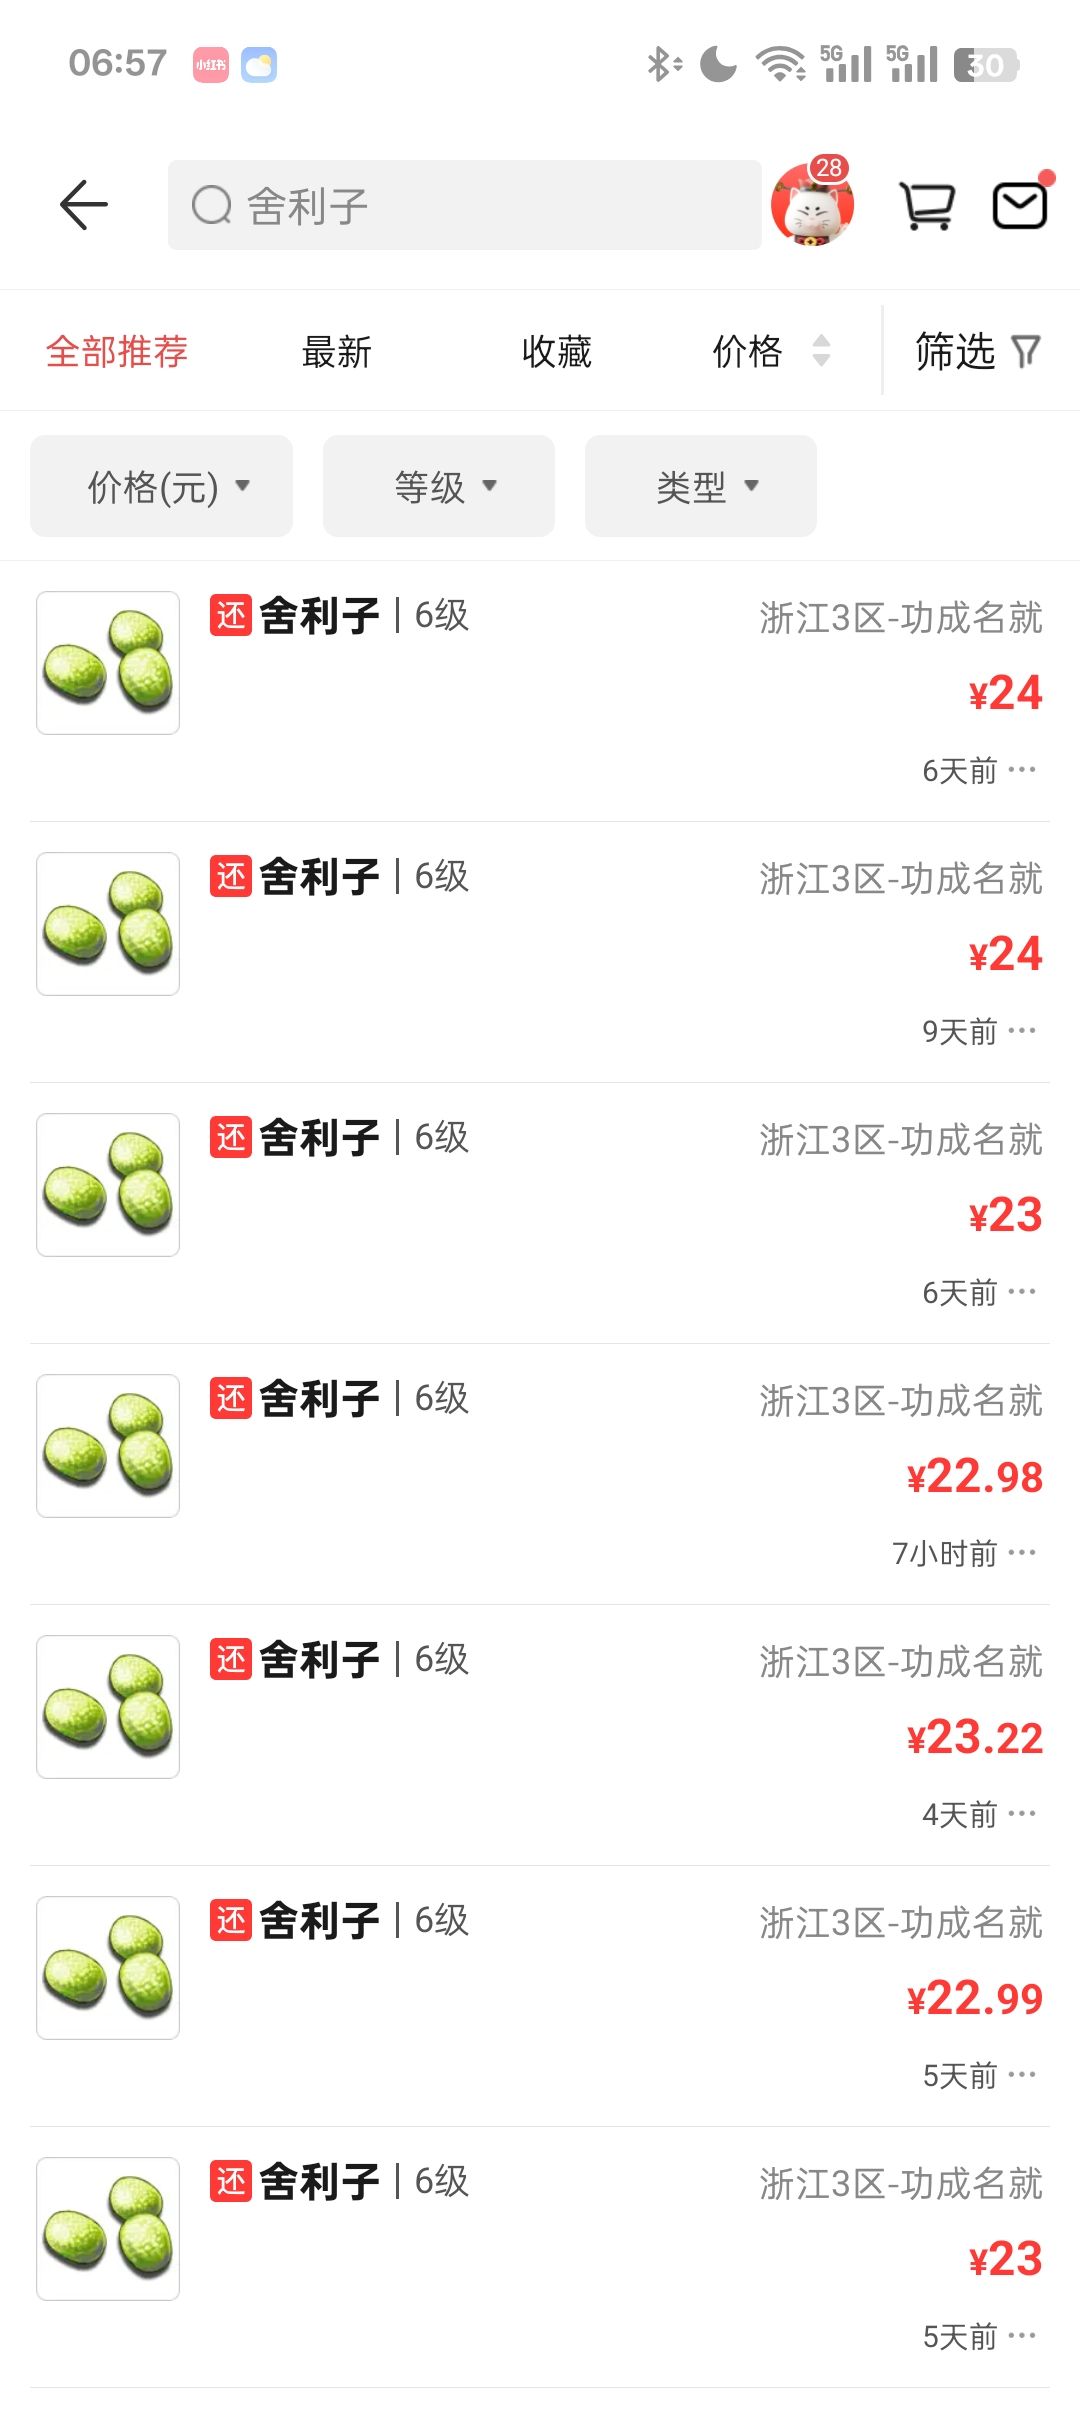 06:57 小红书 5G 5G 30
舍利子 28
全部推荐 最新 收藏 价格 筛选
价格(元) 等级 类型
还 舍利子 | 6级 浙江3区-功成名就
¥24
6天前 ···
还 舍利子 | 6级 浙江3区-功成名就
¥24
9天前 ···
还 舍利子 | 6级 浙江3区-功成名就
¥23
6天前 ···
还 舍利子 | 6级 浙江3区-功成名就
¥22.98
7小时前 ···
还 舍利子 | 6级 浙江3区-功成名就
¥23.22
4天前 ···
还 舍利子 | 6级 浙江3区-功成名就
¥22.99
5天前 ···
还 舍利子 | 6级 浙江3区-功成名就
¥23
5天前 ···